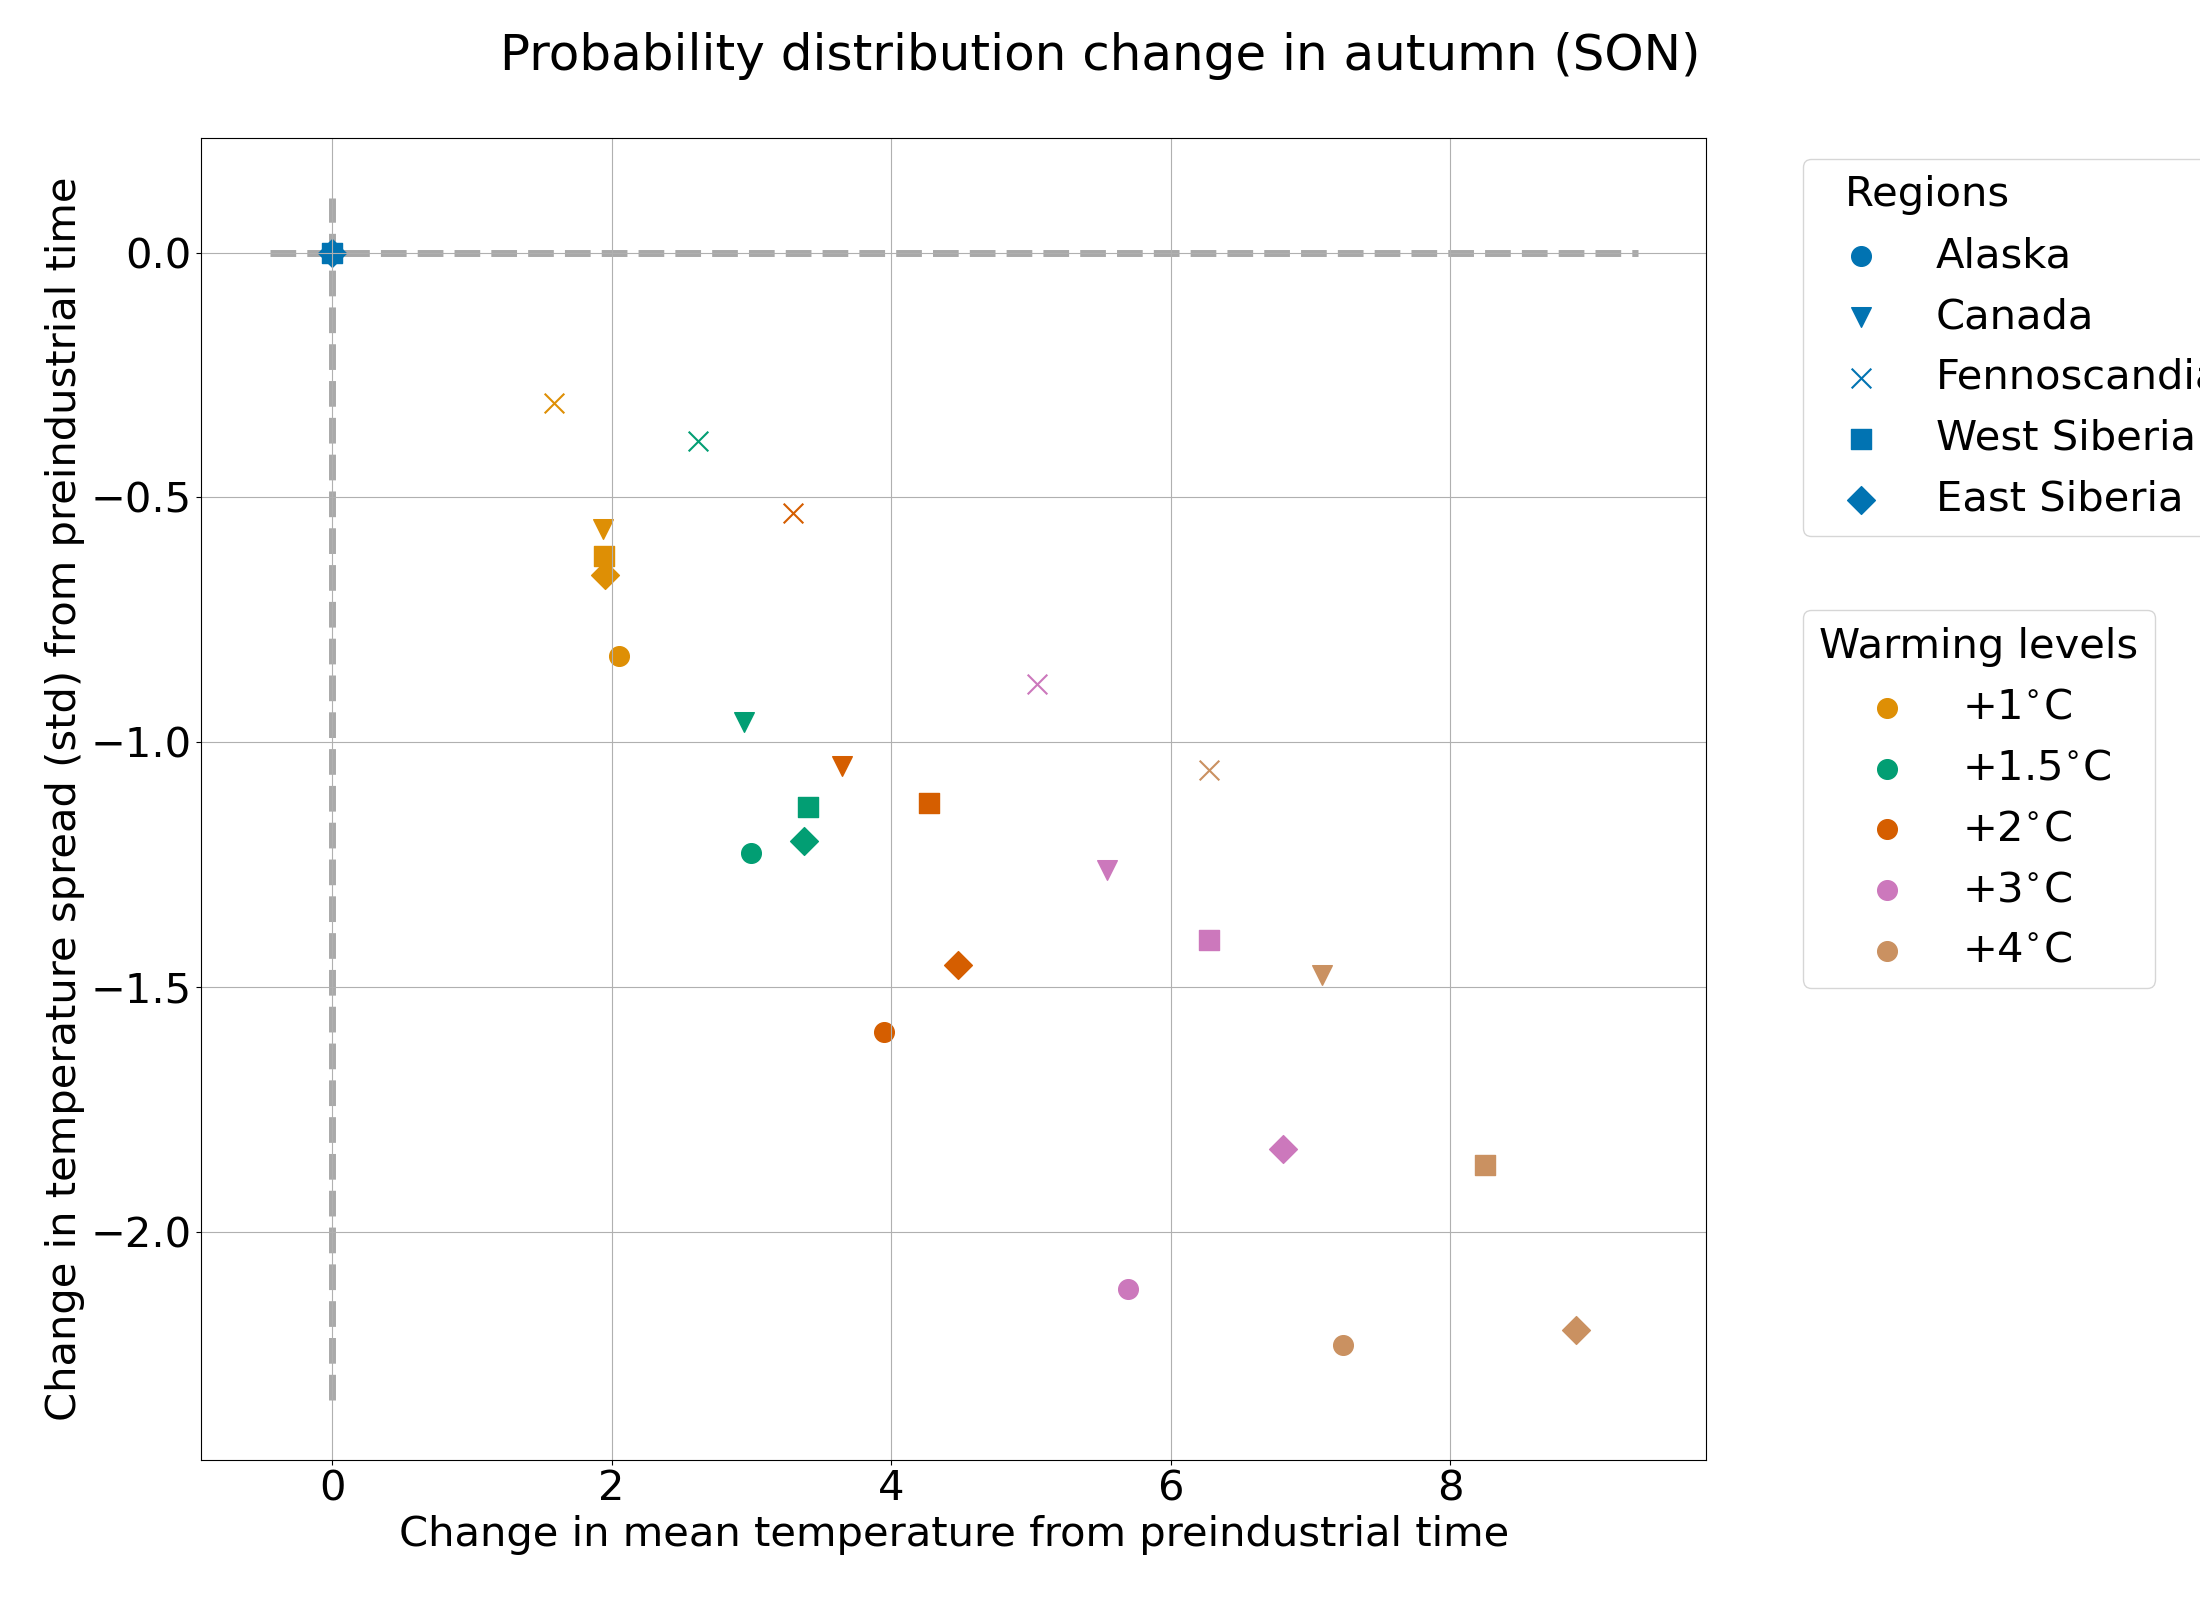 Probability distribution change in autumn (SON)
Change in temperature spread (std) from preindustrial time
0.0
−0.5
−1.0
−1.5
−2.0
0 2 4 6 8
Change in mean temperature from preindustrial time
Regions
Alaska
Canada
Fennoscandia
West Siberia
East Siberia
Warming levels
+1°C
+1.5°C
+2°C
+3°C
+4°C